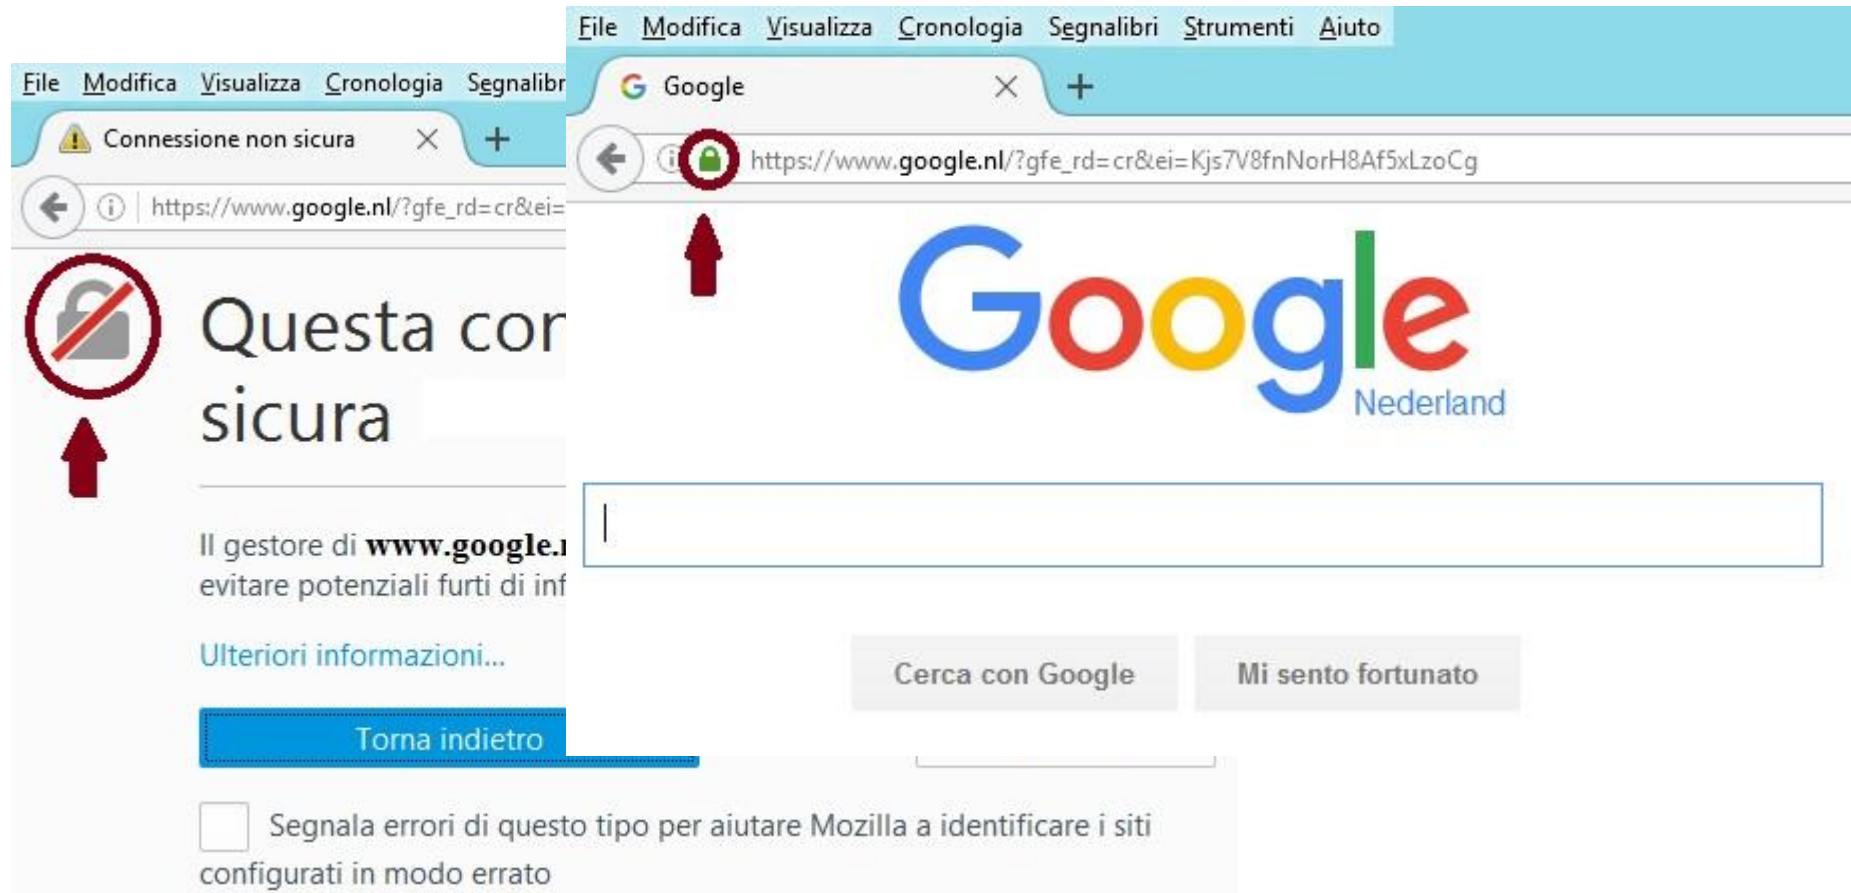 File Modifica Visualizza Cronologia Segnalibri Strumenti Aiuto
Google
https://www.google.nl/?gfe_rd=cr&ei=Kjs7V8fnNorH8Af5xLzoCg
Google
Nederland
Cerca con Google Mi sento fortunato
File Modifica Visualizza Cronologia Segnalibr
Connessione non sicura
https://www.google.nl/?gfe_rd=cr&ei=
Questa con
sicura
Il gestore di www.google.n
evitare potenziali furti di inf
Ulteriori informazioni...
Torna indietro
Segnala errori di questo tipo per aiutare Mozilla a identificare i siti
configurati in modo errato